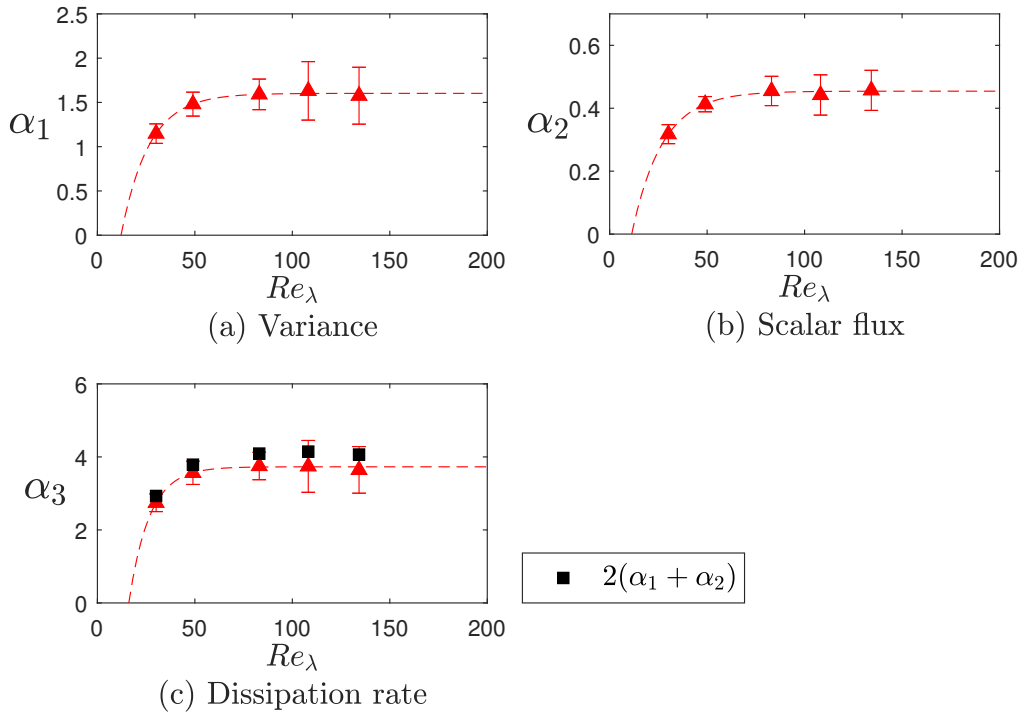 2.5
2
1.5
1
0.5
0
α1
0 50 100 150 200
Reλ
(a) Variance
0.6
0.4
0.2
0
α2
0 50 100 150 200
Reλ
(b) Scalar flux
6
4
2
0
α3
0 50 100 150 200
Reλ
(c) Dissipation rate
2(α1 + α2)